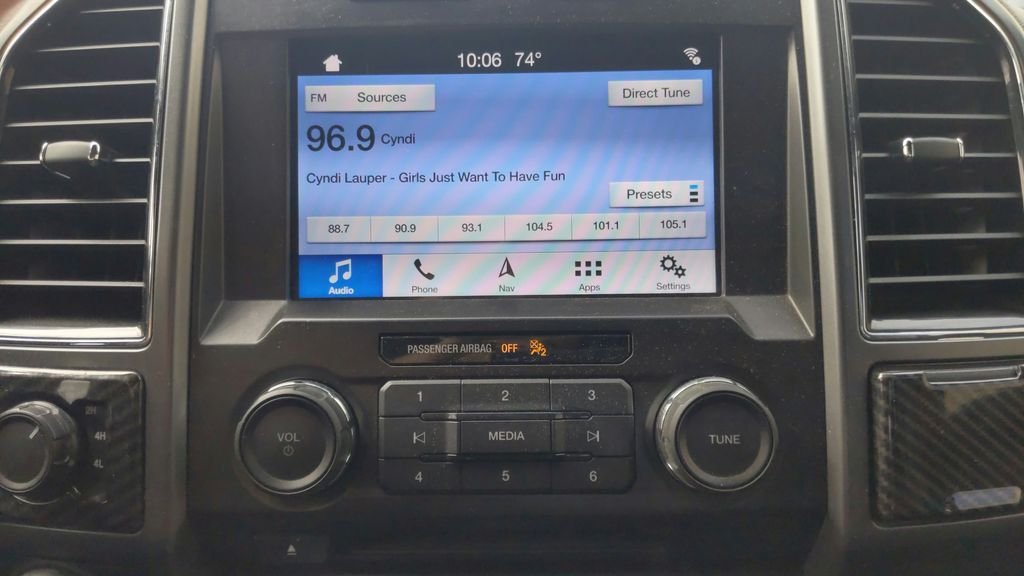 10:06 74°
FM Sources
Direct Tune
96.9 Cyndi
Cyndi Lauper - Girls Just Want To Have Fun
Presets
88.7 90.9 93.1 104.5 101.1 105.1
Audio Phone Nav Apps Settings
PASSENGER AIRBAG OFF 2
1 2 3
VOL
MEDIA
TUNE
4 5 6
2H
4H
4L